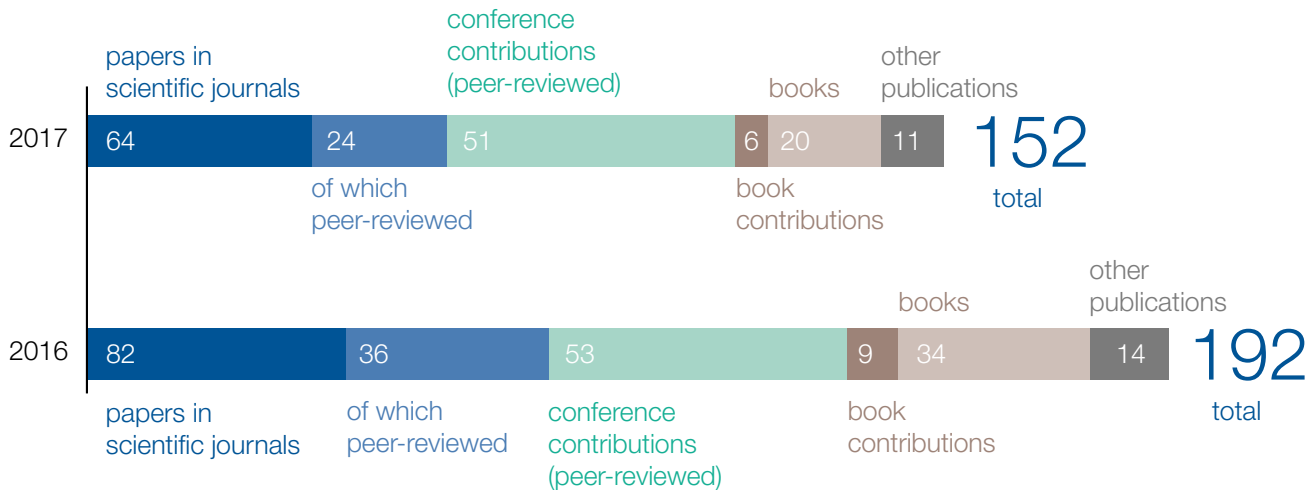 conference
contributions
(peer-reviewed)
papers in
scientific journals
books
other
publications
2017
64
24
51
6
20
11
152
total
of which
peer-reviewed
book
contributions
other
publications
books
2016
82
36
53
9
34
14
192
total
papers in
scientific journals
of which
peer-reviewed
conference
contributions
(peer-reviewed)
book
contributions